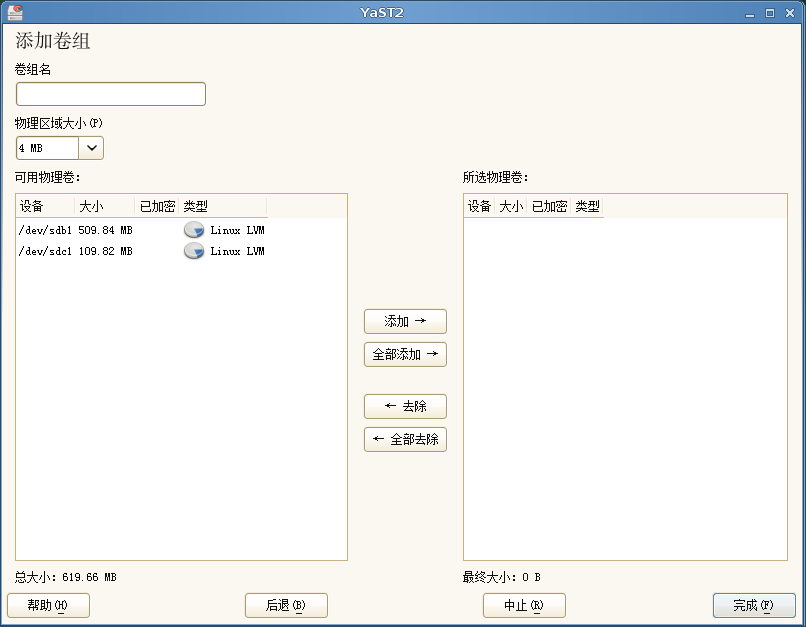 YaST2
添加卷组
卷组名
物理区域大小(P)
4 MB
可用物理卷：
设备 大小 已加密 类型
/dev/sdb1 509.84 MB Linux LVM
/dev/sdc1 109.82 MB Linux LVM
总大小：619.66 MB
添加 →
全部添加 →
← 去除
← 全部去除
所选物理卷：
设备 大小 已加密 类型
最终大小：0 B
帮助(H) 后退(B) 中止(R) 完成(F)